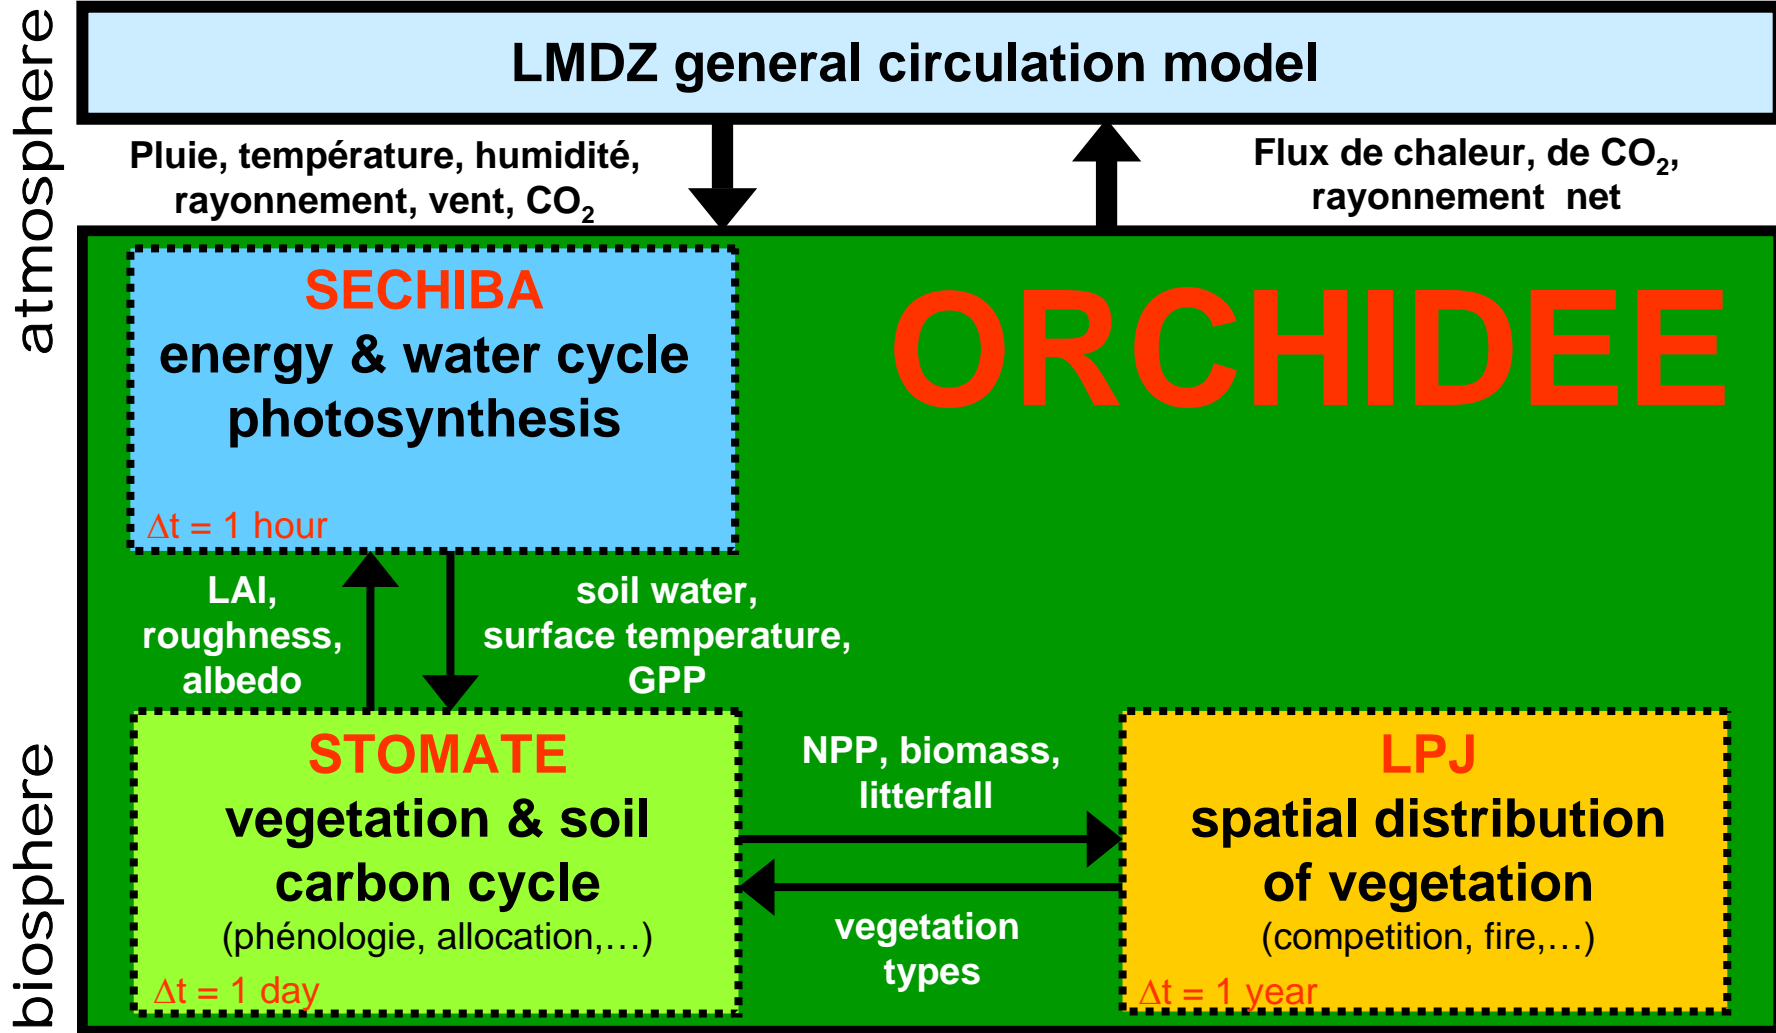 atmosphere
LMDZ general circulation model
Pluie, température, humidité,
rayonnement, vent, CO₂
Flux de chaleur, de CO₂,
rayonnement net
SECHIBA
energy & water cycle
photosynthesis
Δt = 1 hour
ORCHIDEE
LAI,
roughness,
albedo
soil water,
surface temperature,
GPP
biosphere
STOMATE
vegetation & soil
carbon cycle
(phénologie, allocation,…)
Δt = 1 day
NPP, biomass,
litterfall
vegetation
types
LPJ
spatial distribution
of vegetation
(competition, fire,…)
Δt = 1 year